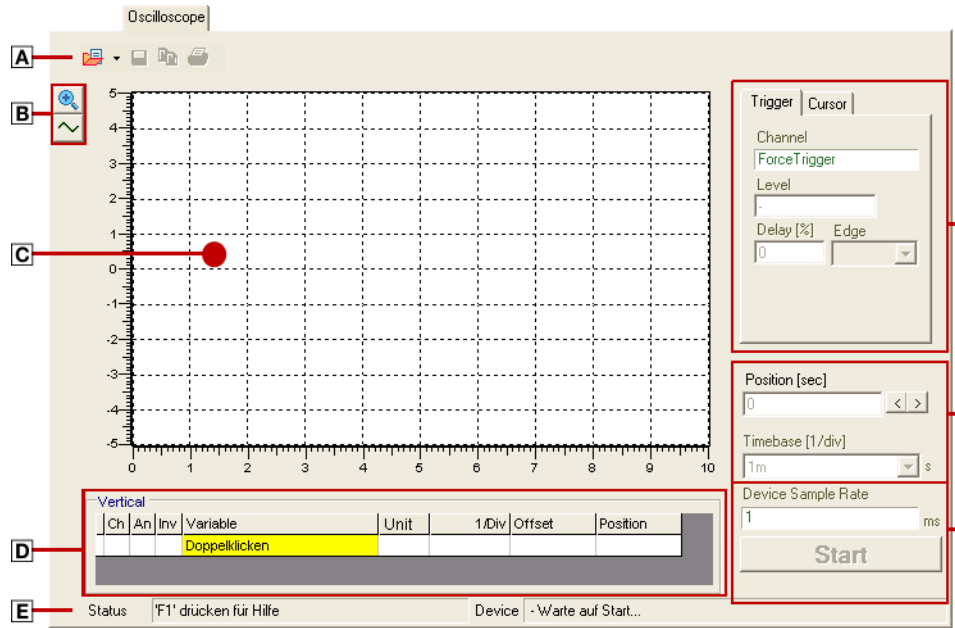 Oscilloscope
A
B
C
D
E
5
4
3
2
1
0
-1
-2
-3
-4
-5
0 1 2 3 4 5 6 7 8 9 10
Trigger Cursor
Channel
ForceTrigger
Level
-
Delay [%] Edge
0
Position [sec]
0 < >
Timebase [1/div]
1m s
Device Sample Rate
1 ms
Start
Vertical
Ch An Inv Variable Unit 1/Div Offset Position
Doppelklicken
Status 'F1' drücken für Hilfe Device - Warte auf Start...